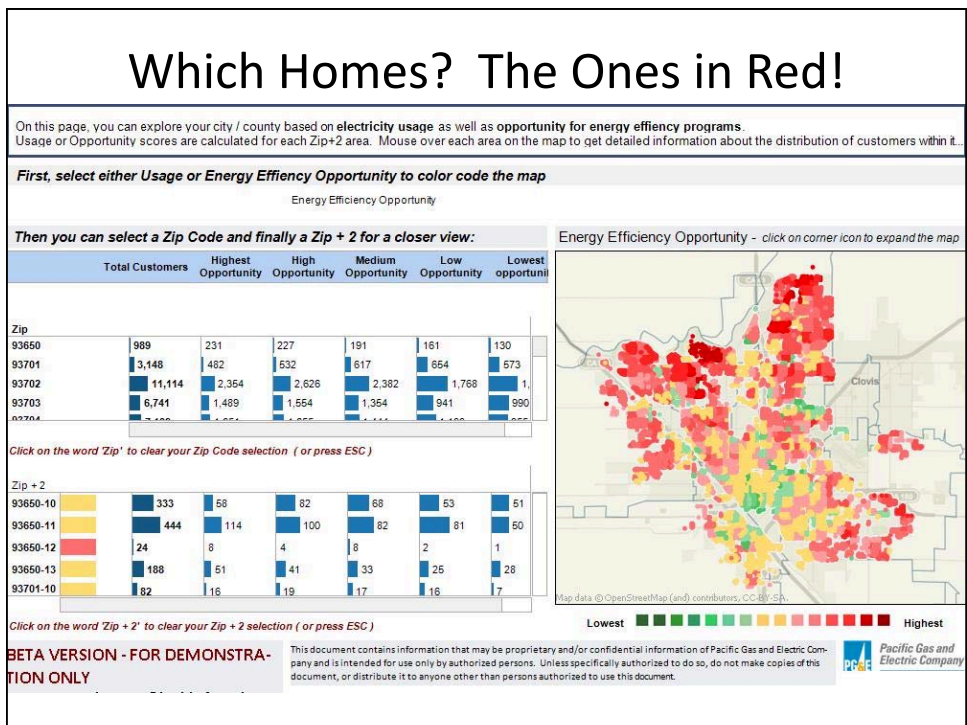 Which Homes? The Ones in Red!
On this page, you can explore your city / county based on electricity usage as well as opportunity for energy effiency programs.
Usage or Opportunity scores are calculated for each Zip+2 area. Mouse over each area on the map to get detailed information about the distribution of customers within it...
First, select either Usage or Energy Effiency Opportunity to color code the map
Energy Efficiency Opportunity
Then you can select a Zip Code and finally a Zip + 2 for a closer view:
Total Customers Highest Opportunity High Opportunity Medium Opportunity Low Opportunity Lowest opportunit
Zip
93650 989 231 227 191 161 130
93701 3,148 482 532 617 654 573
93702 11,114 2,354 2,626 2,382 1,768 1,
93703 6,741 1,489 1,554 1,354 941 990
93704
Click on the word 'Zip' to clear your Zip Code selection ( or press ESC )
Zip + 2
93650-10 333 58 82 68 53 51
93650-11 444 114 100 82 81 50
93650-12 24 8 4 8 2 1
93650-13 188 51 41 33 25 28
93701-10 82 16 19 17 16 7
Click on the word 'Zip + 2' to clear your Zip + 2 selection ( or press ESC )
Energy Efficiency Opportunity - click on corner icon to expand the map
Clovis
Map data © OpenStreetMap (and) contributors, CC-BY-SA.
Lowest Highest
BETA VERSION - FOR DEMONSTRA-
TION ONLY
This document contains information that may be proprietary and/or confidential information of Pacific Gas and Electric Com-
pany and is intended for use only by authorized persons. Unless specifically authorized to do so, do not make copies of this
document, or distribute it to anyone other than persons authorized to use this document.
PG&E
Pacific Gas and
Electric Company